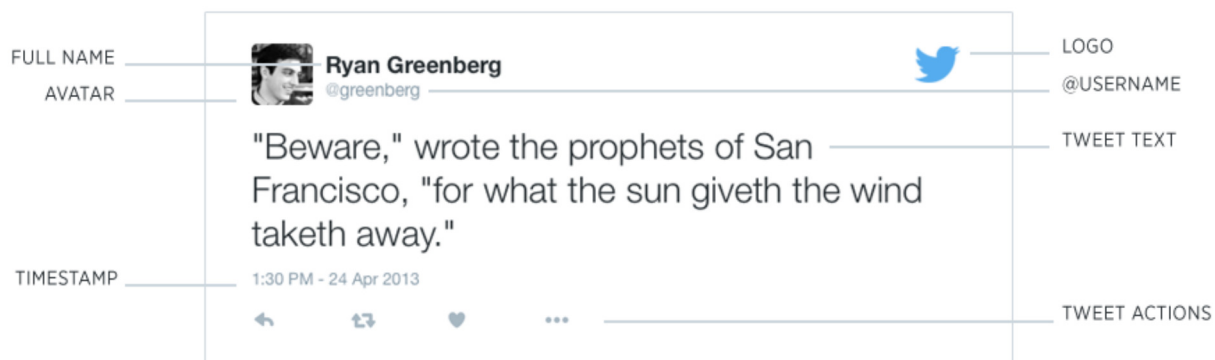 FULL NAME
AVATAR
Ryan Greenberg
@greenberg
LOGO
@USERNAME
"Beware," wrote the prophets of San
Francisco, "for what the sun giveth the wind
taketh away."
TWEET TEXT
TIMESTAMP
1:30 PM - 24 Apr 2013
TWEET ACTIONS